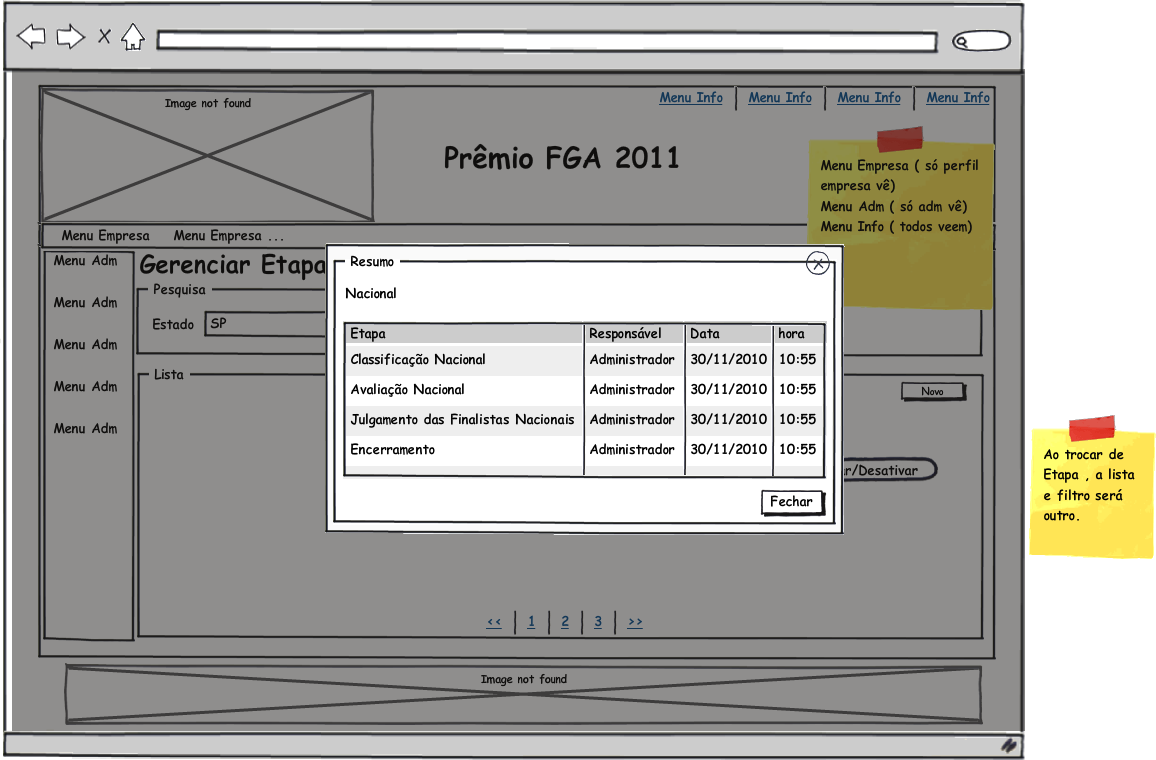 Image not found
Menu Info Menu Info Menu Info Menu Info
Prêmio FGA 2011
Menu Empresa ( só perfil
empresa vê)
Menu Adm ( só adm vê)
Menu Info ( todos veem)
Menu Empresa Menu Empresa ...
Menu Adm
Menu Adm
Menu Adm
Menu Adm
Menu Adm
Gerenciar Etapa
Pesquisa
Estado SP
Lista
Novo
r/Desativar
Resumo
Nacional
Etapa Responsável Data hora
Classificação Nacional Administrador 30/11/2010 10:55
Avaliação Nacional Administrador 30/11/2010 10:55
Julgamento das Finalistas Nacionais Administrador 30/11/2010 10:55
Encerramento Administrador 30/11/2010 10:55
Fechar
<< 1 2 3 >>
Image not found
Ao trocar de
Etapa , a lista
e filtro será
outro.